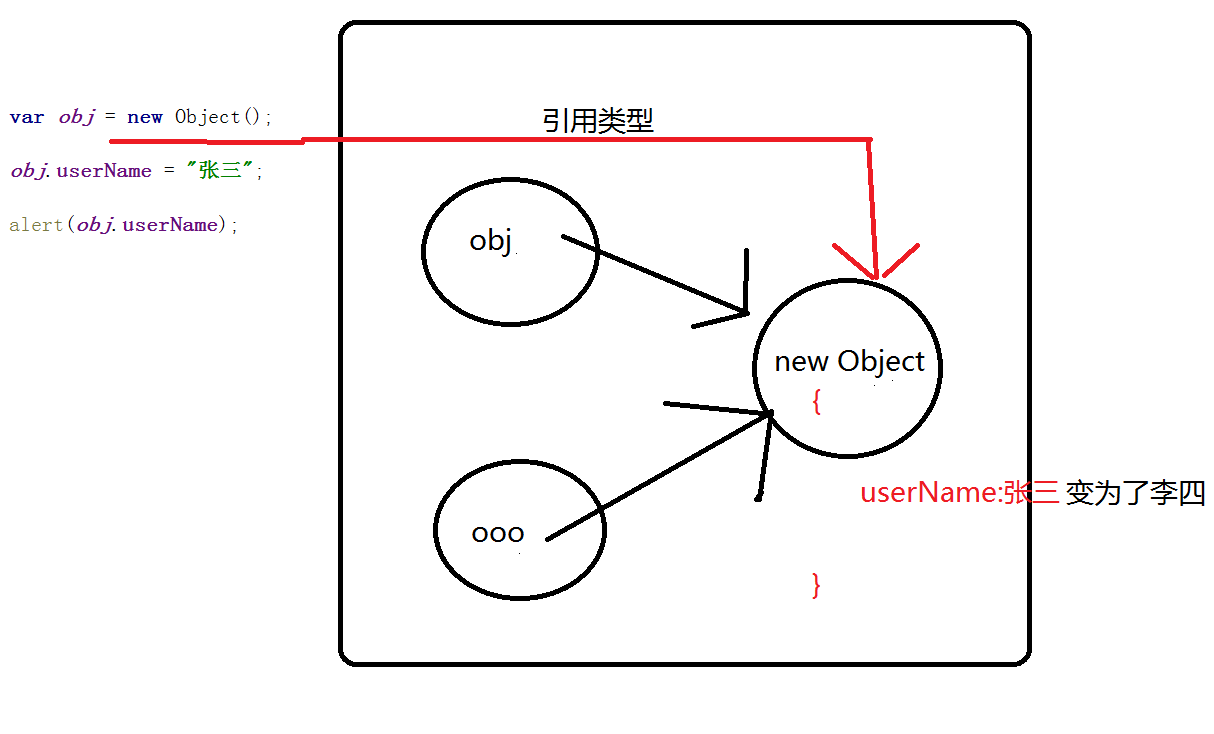 var obj = new Object();
obj.userName = "张三";
alert(obj.userName);
引用类型
obj
new Object
{
userName:张三 变为了李四
}
ooo